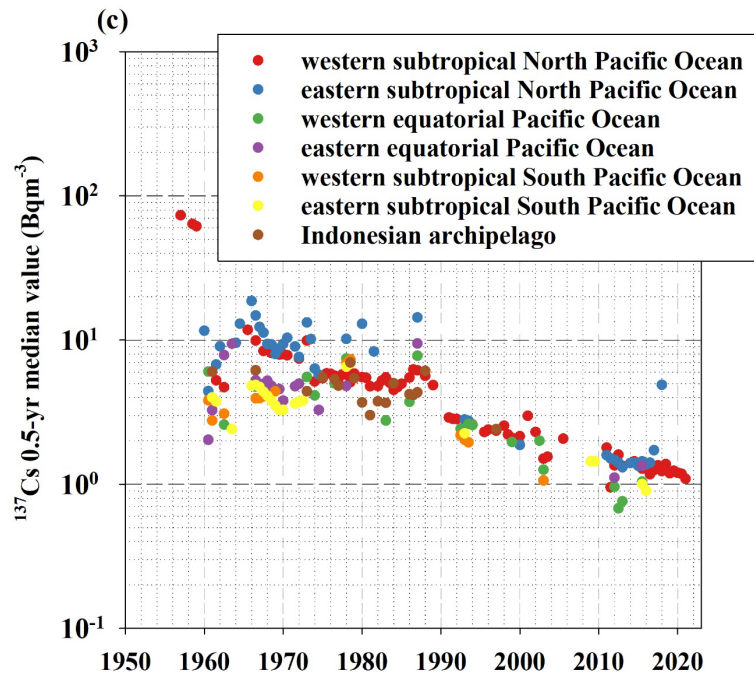 (c)
10³
10²
10¹
10⁰
10⁻¹
¹³⁷Cs 0.5-yr median value (Bqm⁻³)
western subtropical North Pacific Ocean
eastern subtropical North Pacific Ocean
western equatorial Pacific Ocean
eastern equatorial Pacific Ocean
western subtropical South Pacific Ocean
eastern subtropical South Pacific Ocean
Indonesian archipelago
1950 1960 1970 1980 1990 2000 2010 2020